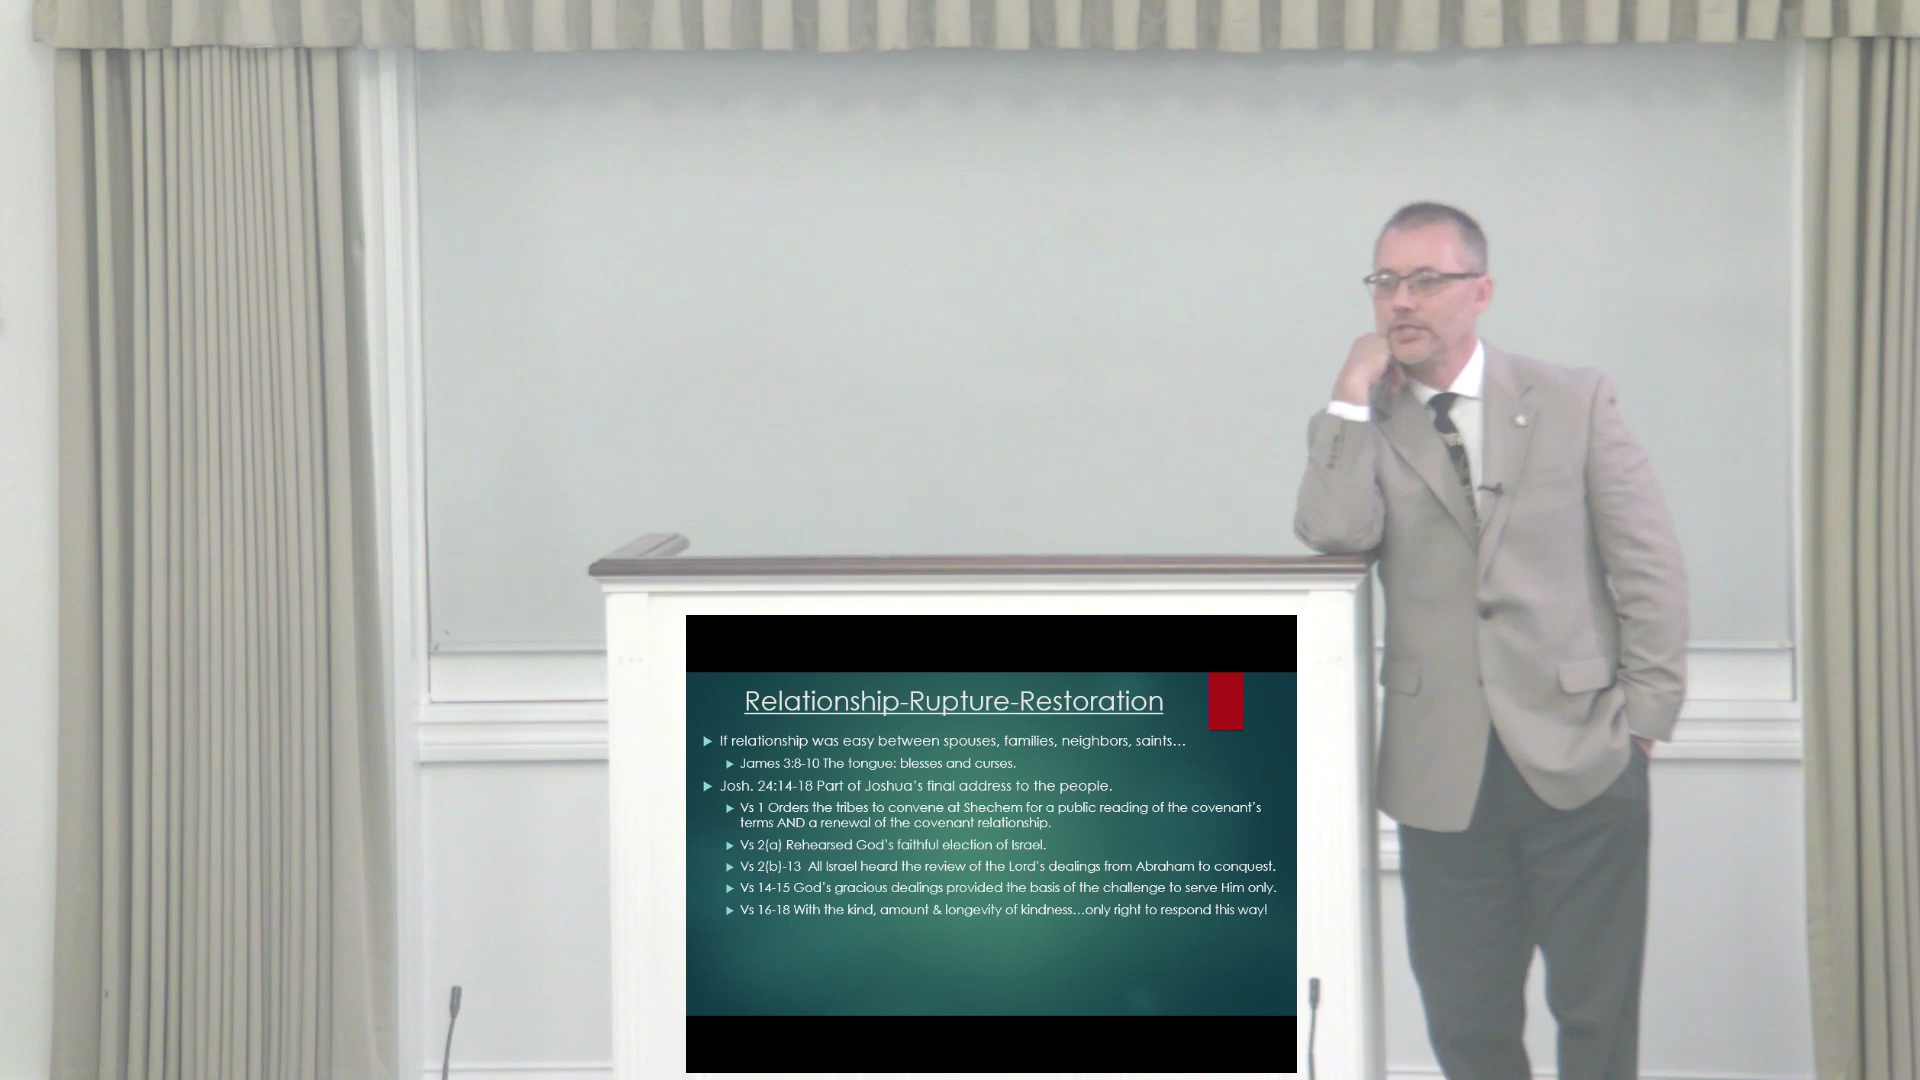 Relationship-Rupture-Restoration
If relationship was easy between spouses, families, neighbors, saints…
James 3:8-10 The tongue: blesses and curses.
Josh. 24:14-18 Part of Joshua's final address to the people.
Vs 1 Orders the tribes to convene at Shechem for a public reading of the covenant's
terms AND a renewal of the covenant relationship.
Vs 2(a) Rehearsed God's faithful election of Israel.
Vs 2(b)-13 All Israel heard the review of the Lord's dealings from Abraham to conquest.
Vs 14-15 God's gracious dealings provided the basis of the challenge to serve Him only.
Vs 16-18 With the kind, amount & longevity of kindness…only right to respond this way!